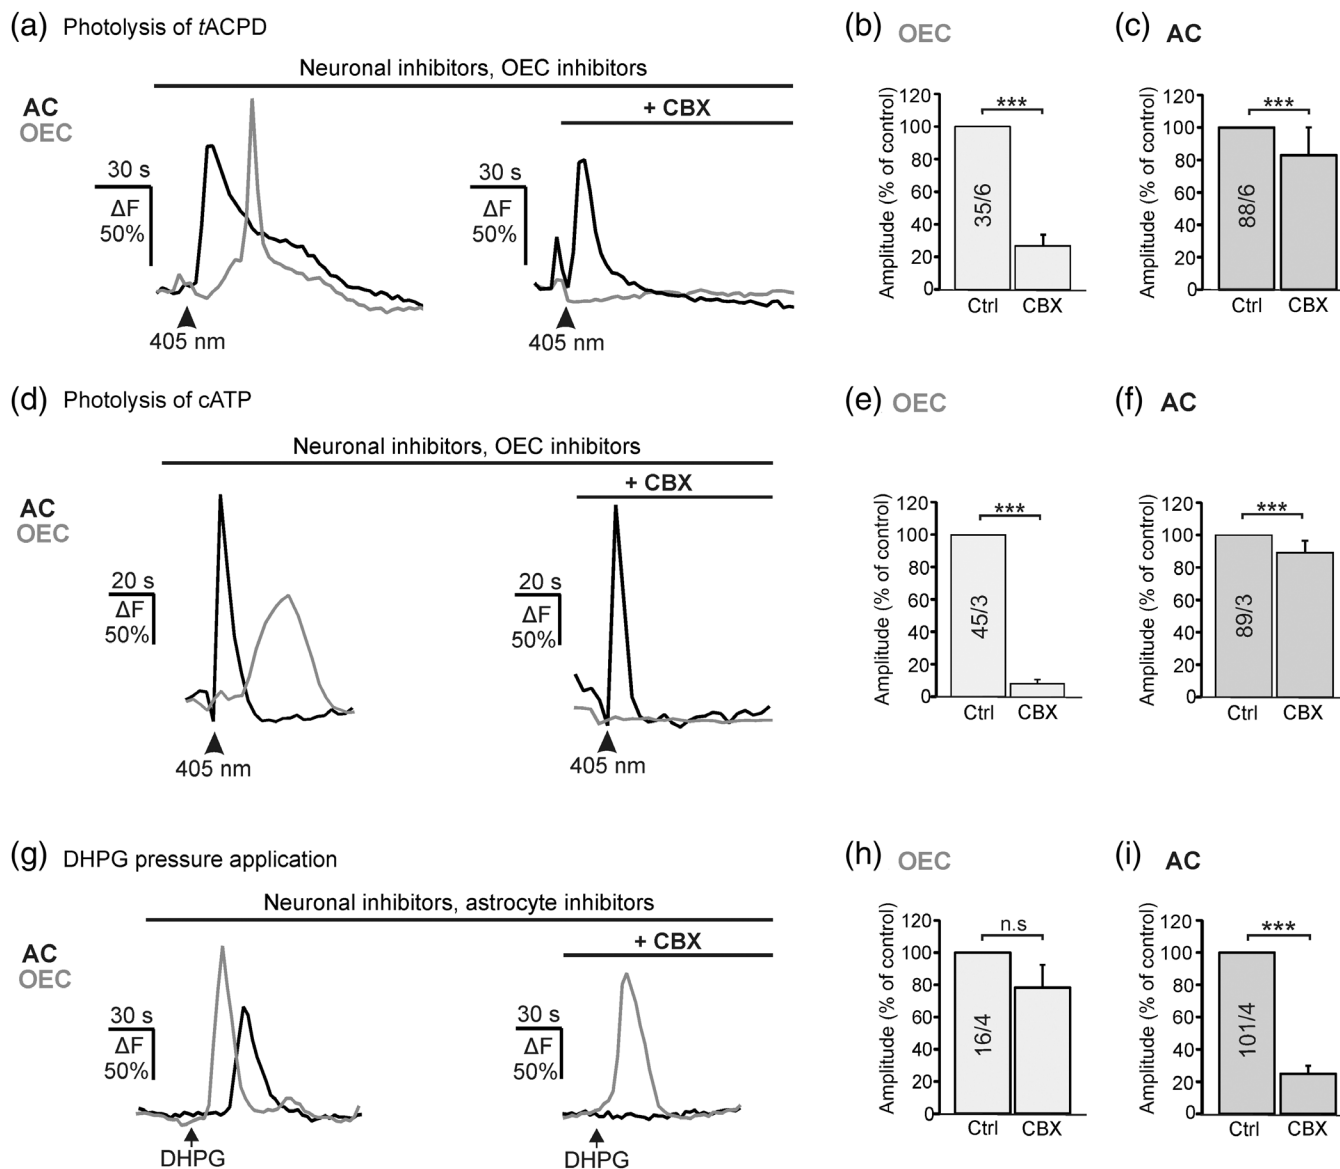 (a) Photolysis of tACPD
Neuronal inhibitors, OEC inhibitors
+ CBX
AC
OEC
30 s
ΔF
50%
405 nm
30 s
ΔF
50%
405 nm
(b) OEC
Amplitude (% of control)
120
100
80
60
40
20
0
***
35/6
Ctrl CBX
(c) AC
Amplitude (% of control)
120
100
80
60
40
20
0
***
88/6
Ctrl CBX
(d) Photolysis of cATP
Neuronal inhibitors, OEC inhibitors
+ CBX
AC
OEC
20 s
ΔF
50%
405 nm
20 s
ΔF
50%
405 nm
(e) OEC
Amplitude (% of control)
120
100
80
60
40
20
0
***
45/3
Ctrl CBX
(f) AC
Amplitude (% of control)
120
100
80
60
40
20
0
***
89/3
Ctrl CBX
(g) DHPG pressure application
Neuronal inhibitors, astrocyte inhibitors
+ CBX
AC
OEC
30 s
ΔF
50%
DHPG
30 s
ΔF
50%
DHPG
(h) OEC
Amplitude (% of control)
120
100
80
60
40
20
0
n.s
16/4
Ctrl CBX
(i) AC
Amplitude (% of control)
120
100
80
60
40
20
0
***
101/4
Ctrl CBX